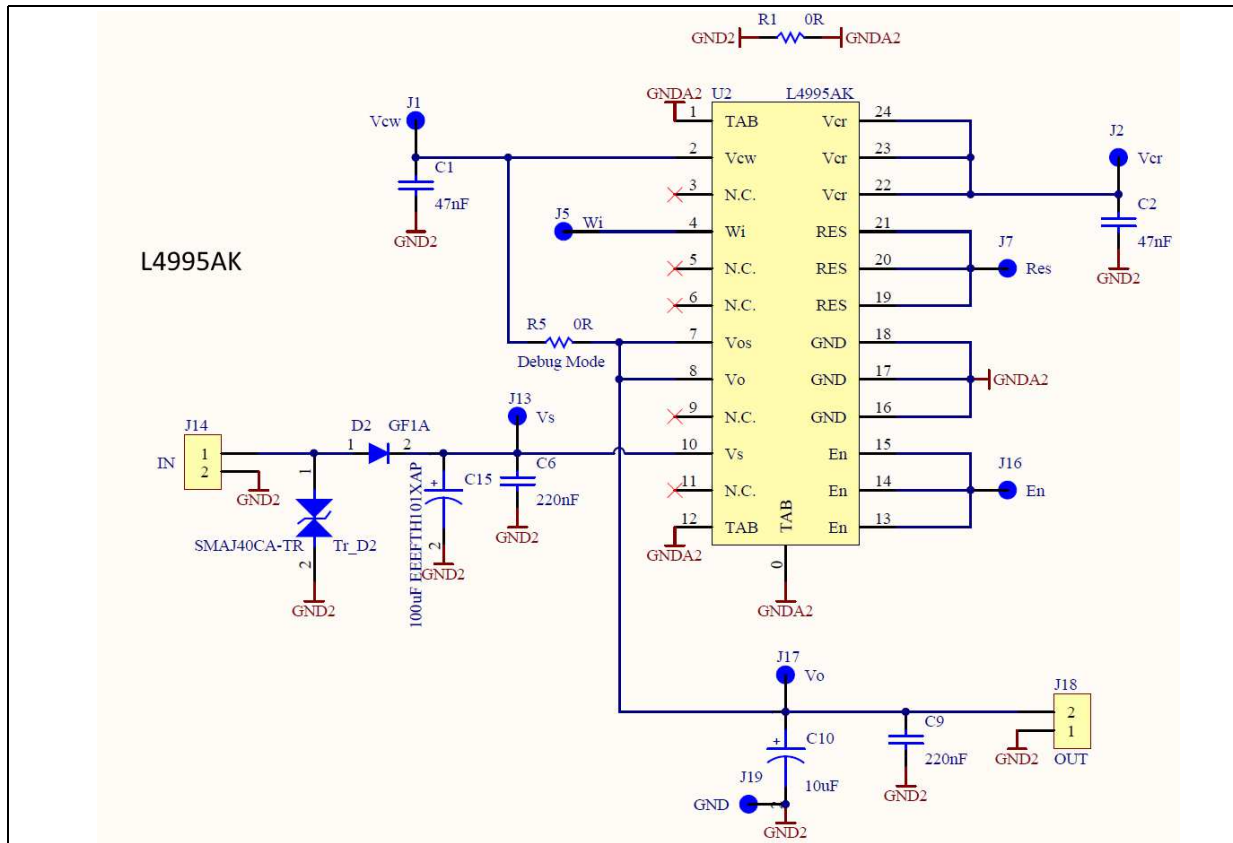 R1 0R
GND2 GNDA2
GNDA2 U2 L4995AK
J1
Vcw
1 TAB Vcr 24
2 Vcw Vcr 23
3 N.C. Vcr 22
4 Wi RES 21
5 N.C. RES 20
6 N.C. RES 19
7 Vos GND 18
8 Vo GND 17
9 N.C. GND 16
10 Vs En 15
11 N.C. En 14
12 TAB En 13
TAB
0
GNDA2
GNDA2
C1
47nF
GND2
J2
Vcr
C2
47nF
GND2
J5 Wi
J7
Res
L4995AK
R5 0R
Debug Mode
GNDA2
J13
Vs
J14
IN
1
2
GND2
D2 GF1A
1 2
1
SMAJ40CA-TR Tr_D2
2
GND2
+
C15
100uF EEEFTH101XAP
2
GND2
C6
220nF
GND2
J16
En
J17
Vo
J18
2
1
OUT
GND2
+
C10
10uF
C9
220nF
GND2
J19
GND
GND2